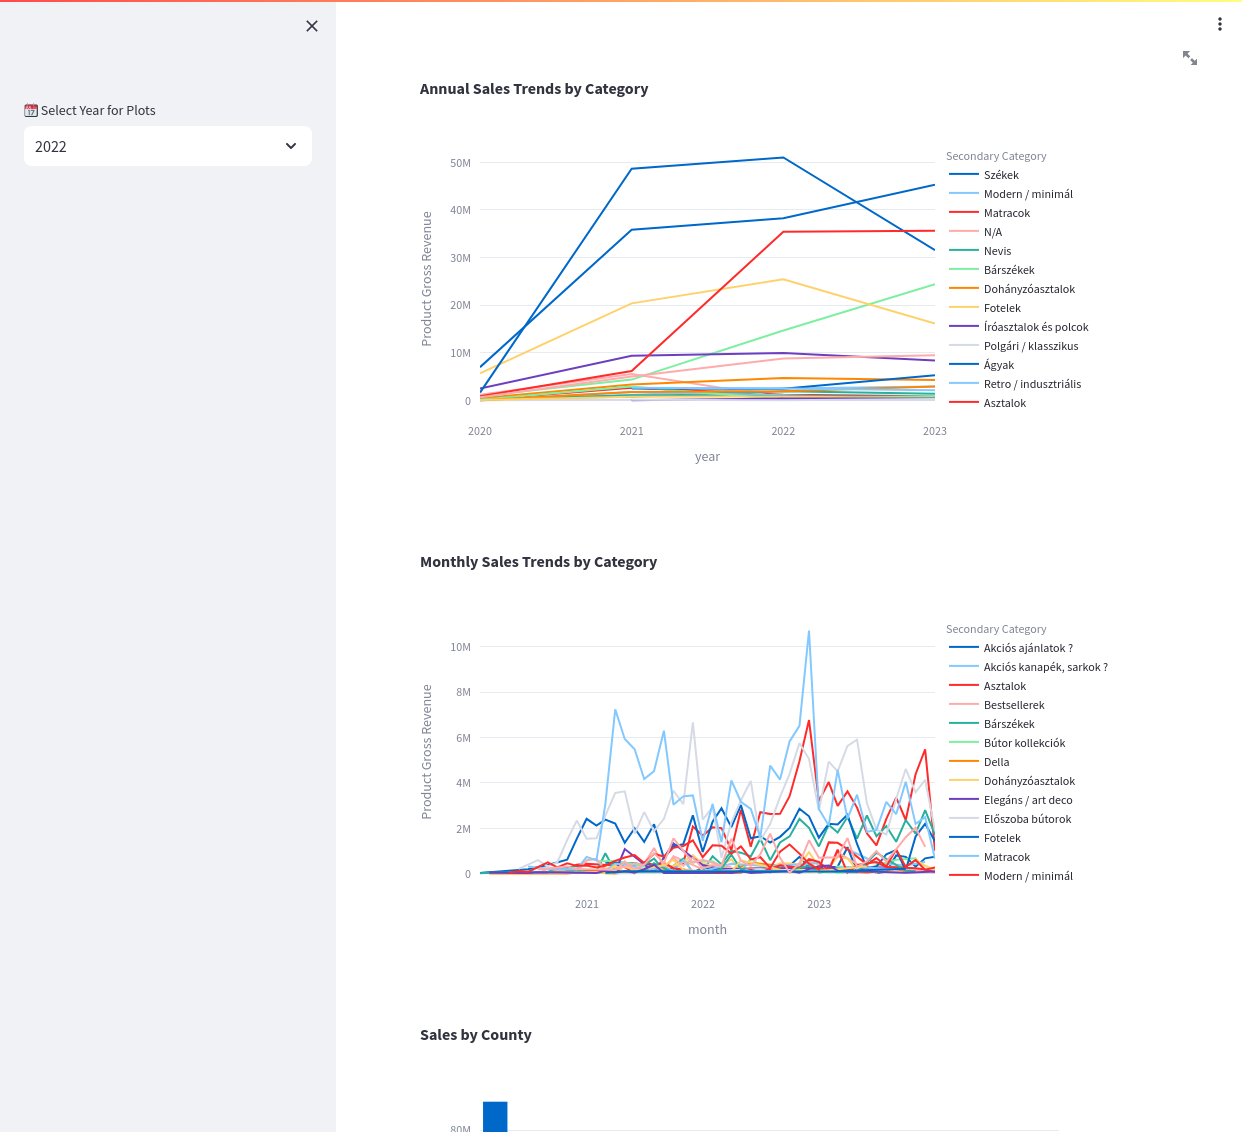 📅 Select Year for Plots
2022
Annual Sales Trends by Category
Product Gross Revenue
50M
40M
30M
20M
10M
0
2020
2021
2022
2023
year
Secondary Category
Székek
Modern / minimál
Matracok
N/A
Nevis
Bárszékek
Dohányzóasztalok
Fotelek
Íróasztalok és polcok
Polgári / klasszikus
Ágyak
Retro / indusztriális
Asztalok
Monthly Sales Trends by Category
Product Gross Revenue
10M
8M
6M
4M
2M
0
2021
2022
2023
month
Secondary Category
Akciós ajánlatok ?
Akciós kanapék, sarkok ?
Asztalok
Bestsellerek
Bárszékek
Bútor kollekciók
Della
Dohányzóasztalok
Elegáns / art deco
Előszoba bútorok
Fotelek
Matracok
Modern / minimál
Sales by County
80M